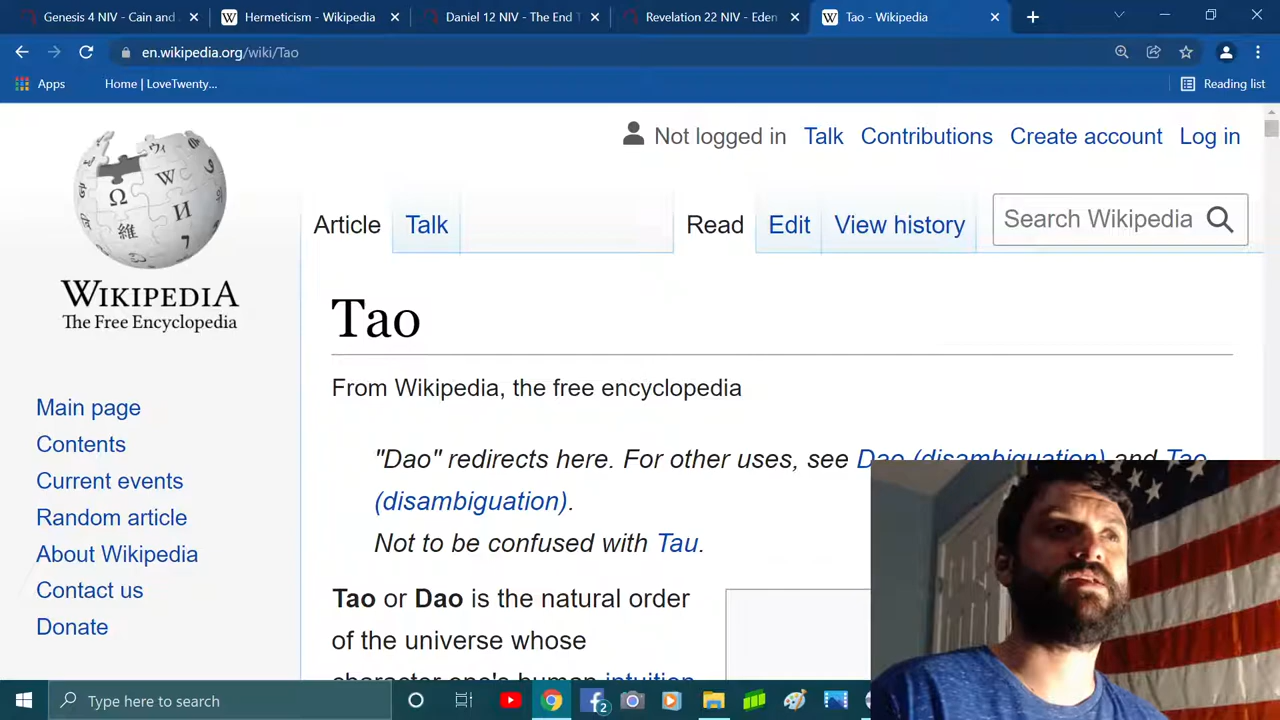 Genesis 4 NIV - Cain and
Hermeticism - Wikipedia
Daniel 12 NIV - The End T
Revelation 22 NIV - Eden
Tao - Wikipedia
en.wikipedia.org/wiki/Tao
Apps
Home | LoveTwenty...
Reading list
Not logged in Talk Contributions Create account Log in
Article Talk Read Edit View history Search Wikipedia
WIKIPEDIA
The Free Encyclopedia
Tao
From Wikipedia, the free encyclopedia
"Dao" redirects here. For other uses, see Dao (disambiguation) and Tao
(disambiguation).
Not to be confused with Tau.
Main page
Contents
Current events
Random article
About Wikipedia
Contact us
Donate
Tao or Dao is the natural order
of the universe whose
character one's human intuition
Type here to search
2